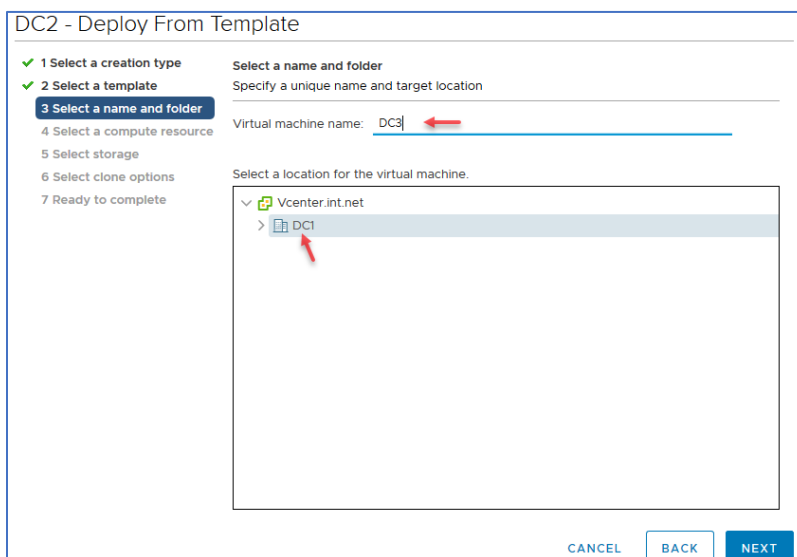 DC2 - Deploy From Template
1 Select a creation type
2 Select a template
3 Select a name and folder
4 Select a compute resource
5 Select storage
6 Select clone options
7 Ready to complete
Select a name and folder
Specify a unique name and target location
Virtual machine name: DC3
Select a location for the virtual machine.
Vcenter.int.net
DC1
CANCEL BACK NEXT